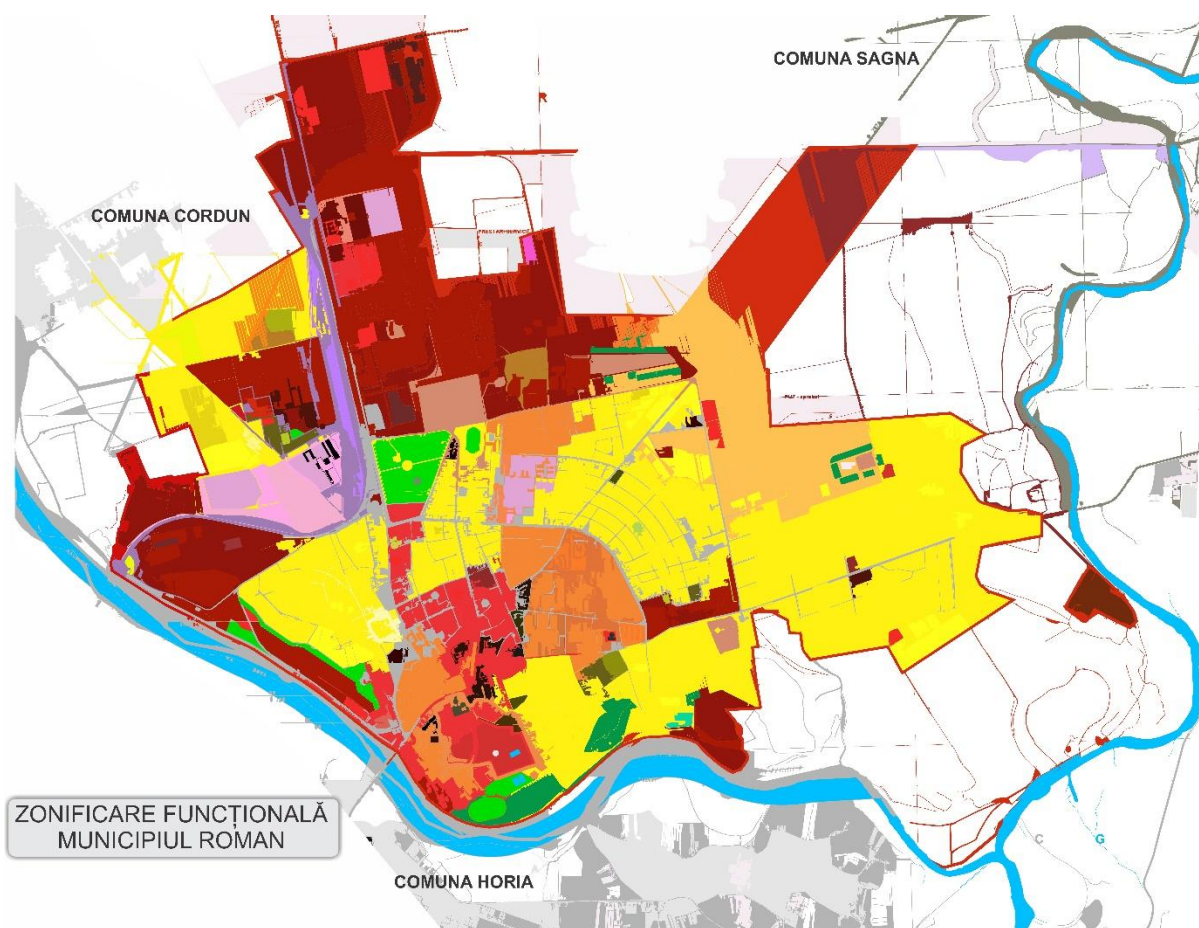 COMUNA SAGNA
R
COMUNA CORDUN
ZONIFICARE FUNCȚIONALĂ
MUNICIPIUL ROMAN
C
G
COMUNA HORIA